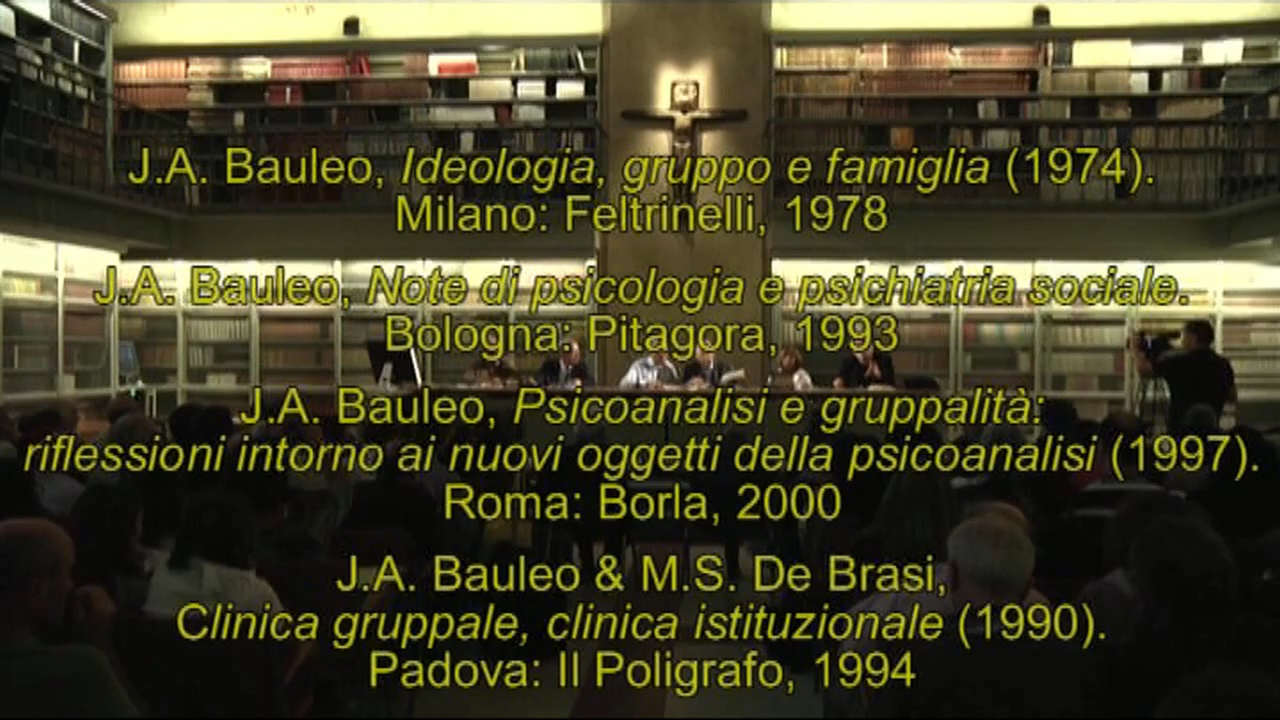 J.A. Bauleo, Ideologia, gruppo e famiglia (1974).
Milano: Feltrinelli, 1978
J.A. Bauleo, Note di psicologia e psichiatria sociale.
Bologna: Pitagora, 1993
J.A. Bauleo, Psicoanalisi e gruppalità:
riflessioni intorno ai nuovi oggetti della psicoanalisi (1997).
Roma: Borla, 2000
J.A. Bauleo & M.S. De Brasi,
Clinica gruppale, clinica istituzionale (1990).
Padova: Il Poligrafo, 1994